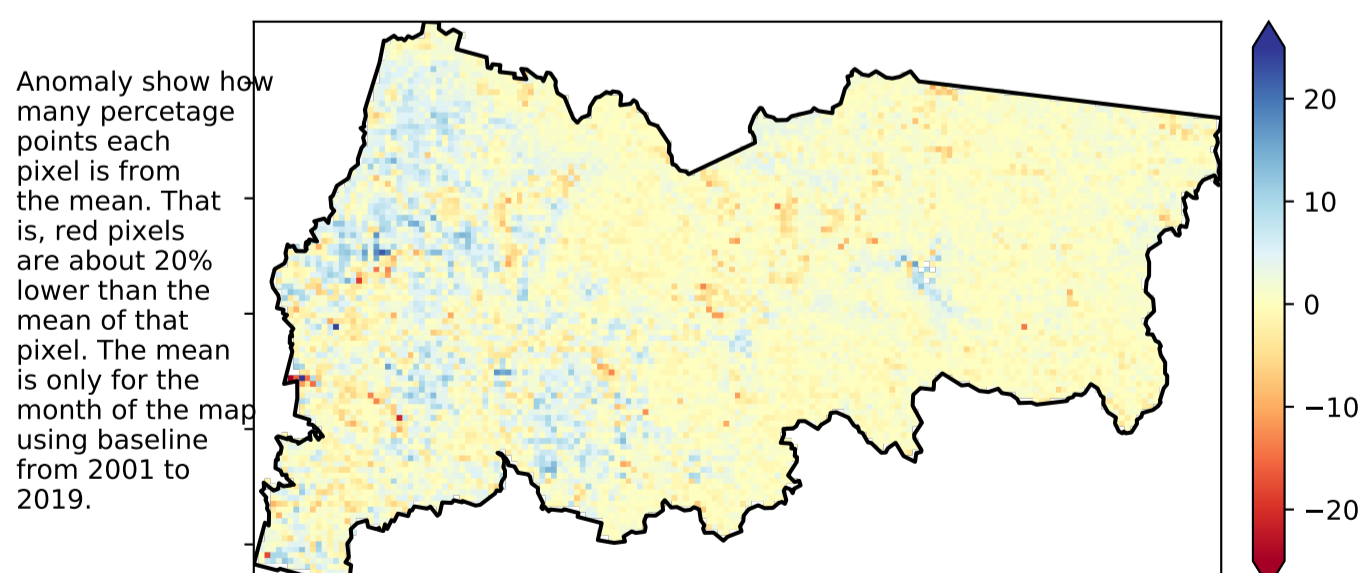 Anomaly show how
many percetage
points each
pixel is from
the mean. That
is, red pixels
are about 20%
lower than the
mean of that
pixel. The mean
is only for the
month of the map
using baseline
from 2001 to
2019.
20
10
0
−10
−20